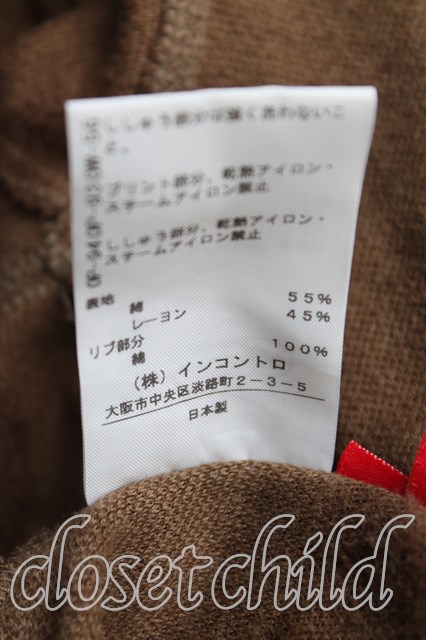 ししゅう部分は強く洗わないこ
と。
プリント部分、乾熱アイロン・
スチームアイロン禁止
ししゅう部分、乾熱アイロン・
スチームアイロン禁止
表地
綿 55%
レーヨン 45%
リブ部分
綿 100%
(株)インコントロ
大阪市中央区淡路町2-3-5
日本製
closet child